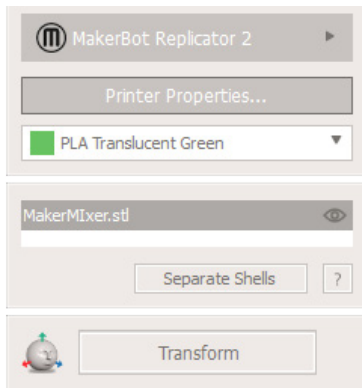 MakerBot Replicator 2
Printer Properties...
PLA Translucent Green
MakerMIxer.stl
Separate Shells ?
Transform